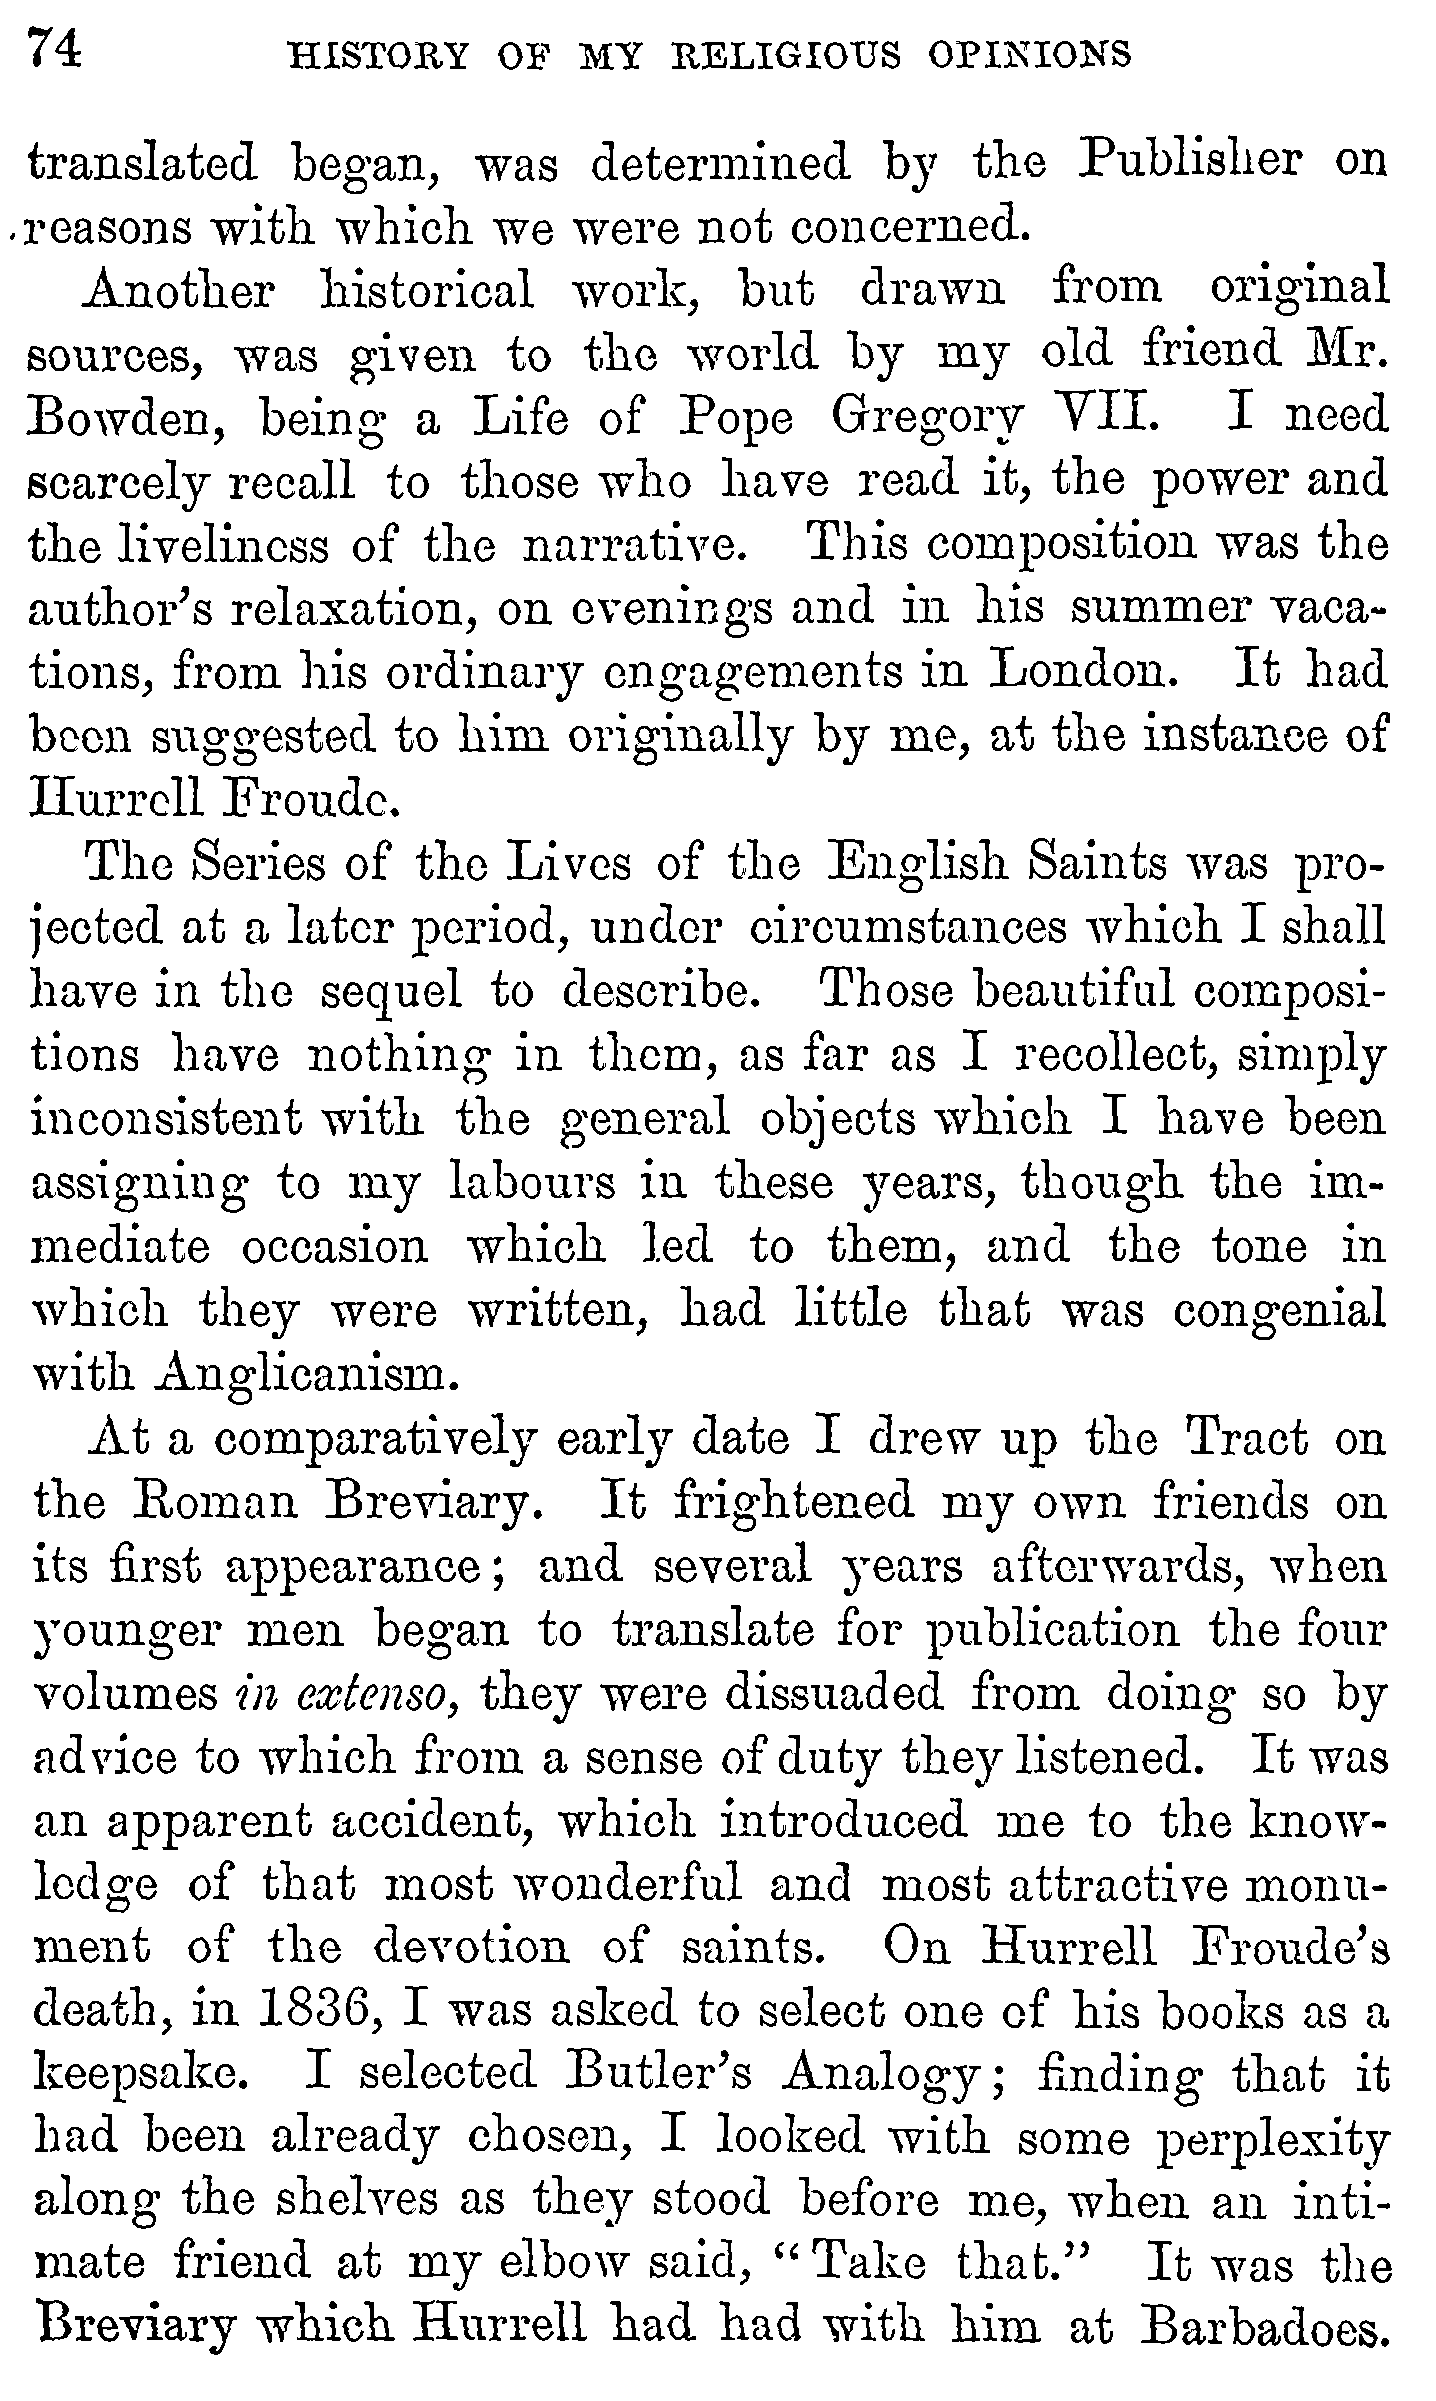 74 HISTORY OF MY RELIGIOUS OPINIONS
translated began, was determined by the Publisher on
reasons with which we were not concerned.
Another historical work, but drawn from original
sources, was given to the world by my old friend Mr.
Bowden, being a Life of Pope Gregory VII. I need
scarcely recall to those who have read it, the power and
the liveliness of the narrative. This composition was the
author's relaxation, on evenings and in his summer vaca-
tions, from his ordinary engagements in London. It had
been suggested to him originally by me, at the instance of
Hurrell Froude.
The Series of the Lives of the English Saints was pro-
jected at a later period, under circumstances which I shall
have in the sequel to describe. Those beautiful composi-
tions have nothing in them, as far as I recollect, simply
inconsistent with the general objects which I have been
assigning to my labours in these years, though the im-
mediate occasion which led to them, and the tone in
which they were written, had little that was congenial
with Anglicanism.
At a comparatively early date I drew up the Tract on
the Roman Breviary. It frightened my own friends on
its first appearance; and several years afterwards, when
younger men began to translate for publication the four
volumes in extenso, they were dissuaded from doing so by
advice to which from a sense of duty they listened. It was
an apparent accident, which introduced me to the know-
ledge of that most wonderful and most attractive monu-
ment of the devotion of saints. On Hurrell Froude's
death, in 1836, I was asked to select one of his books as a
keepsake. I selected Butler's Analogy; finding that it
had been already chosen, I looked with some perplexity
along the shelves as they stood before me, when an inti-
mate friend at my elbow said, "Take that." It was the
Breviary which Hurrell had had with him at Barbadoes.